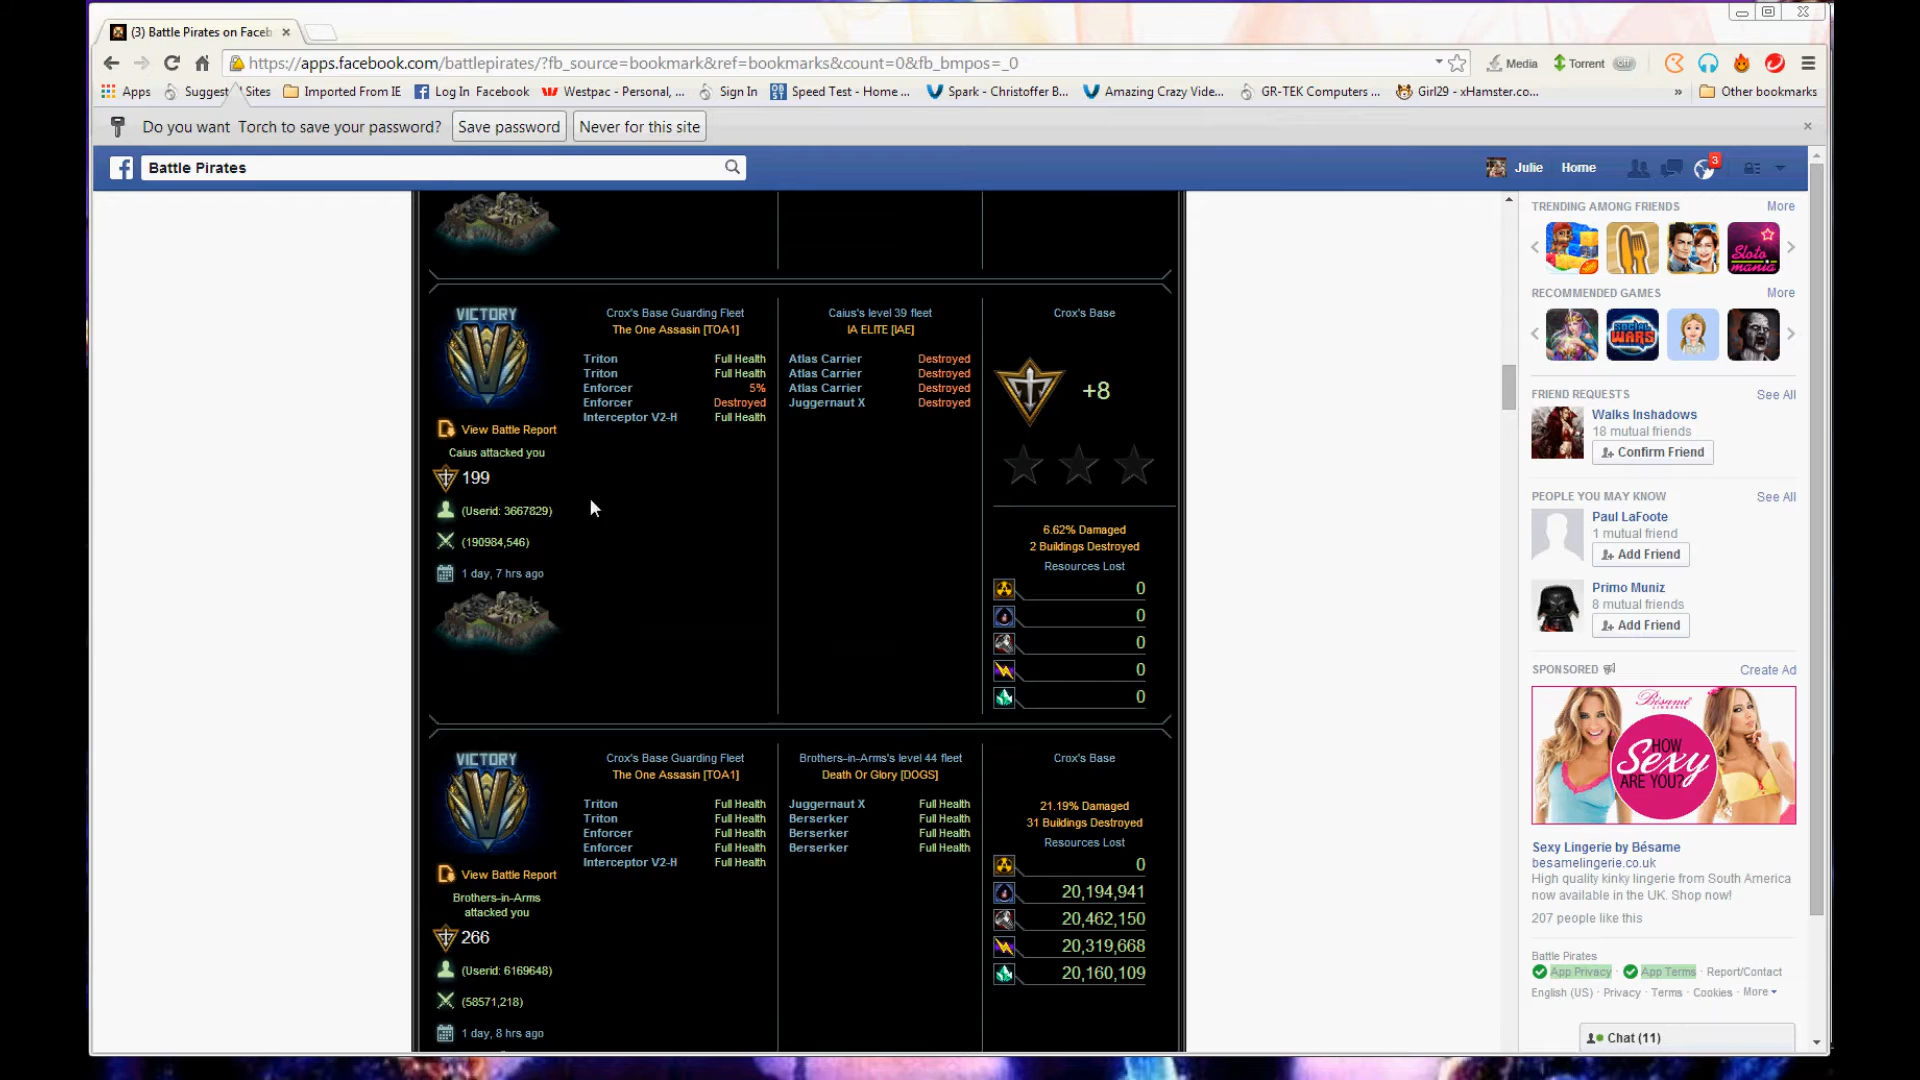 (3) Battle Pirates on Faceb
https://apps.facebook.com/battlepirates/?fb_source=bookmark&ref=bookmarks&count=0&fb_bmpos=_0
Media
Torrent
Apps
Suggest
Sites
Imported From IE
Log In Facebook
Westpac - Personal, ...
Sign In
Speed Test - Home ...
Spark - Christoffer B...
Amazing Crazy Vide...
GR-TEK Computers ...
Girl29 - xHamster.co...
»
Other bookmarks
Do you want Torch to save your password?
Save password
Never for this site
Battle Pirates
Julie
Home
3
VICTORY
View Battle Report
Caius attacked you
199
(Userid: 3667829)
(190984,546)
1 day, 7 hrs ago
Crox's Base Guarding Fleet
The One Assasin [TOA1]
Triton Full Health
Triton Full Health
Enforcer 5%
Enforcer Destroyed
Interceptor V2-H Full Health
Caius's level 39 fleet
IA ELITE [IAE]
Atlas Carrier Destroyed
Atlas Carrier Destroyed
Atlas Carrier Destroyed
Juggernaut X Destroyed
Crox's Base
+8
6.62% Damaged
2 Buildings Destroyed
Resources Lost
0
0
0
0
0
VICTORY
View Battle Report
Brothers-in-Arms
attacked you
266
(Userid: 6169648)
(58571,218)
1 day, 8 hrs ago
Crox's Base Guarding Fleet
The One Assasin [TOA1]
Triton Full Health
Triton Full Health
Enforcer Full Health
Enforcer Full Health
Interceptor V2-H Full Health
Brothers-in-Arms's level 44 fleet
Death Or Glory [DOGS]
Juggernaut X Full Health
Berserker Full Health
Berserker Full Health
Berserker Full Health
Crox's Base
21.19% Damaged
31 Buildings Destroyed
Resources Lost
0
20,194,941
20,462,150
20,319,668
20,160,109
TRENDING AMONG FRIENDS More
Sloto
mania
RECOMMENDED GAMES More
SOCIAL
WARS
FRIEND REQUESTS See All
Walks Inshadows
18 mutual friends
Confirm Friend
PEOPLE YOU MAY KNOW See All
Paul LaFoote
1 mutual friend
Add Friend
Primo Muniz
8 mutual friends
Add Friend
SPONSORED Create Ad
Bésame
LINGERIE
HOW
Sexy
ARE YOU?
Sexy Lingerie by Bésame
besamelingerie.co.uk
High quality kinky lingerie from South America
now available in the UK. Shop now!
207 people like this
Battle Pirates
App Privacy · App Terms · Report/Contact
English (US) · Privacy · Terms · Cookies · More
Chat (11)